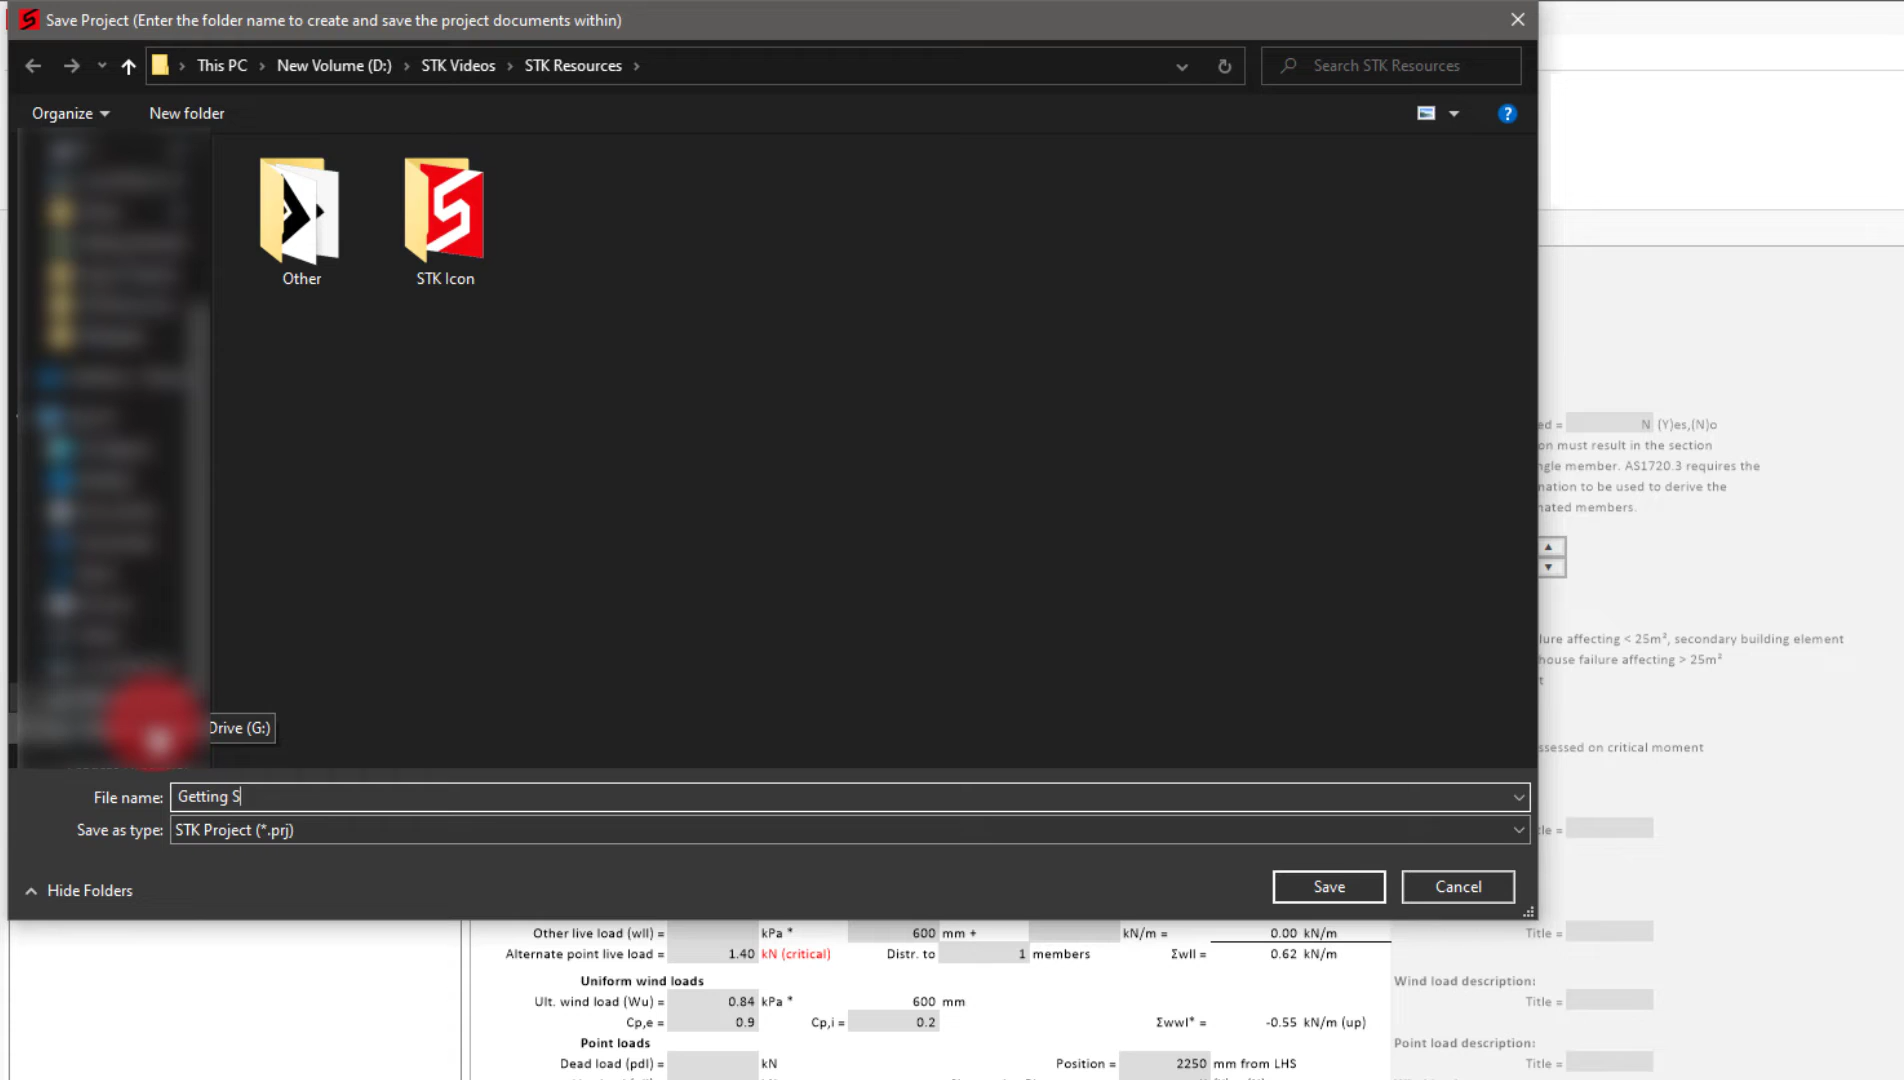 Save Project (Enter the folder name to create and save the project documents within)
This PC > New Volume (D:) > STK Videos > STK Resources >
Search STK Resources
Organize
New folder
Other
STK Icon
Drive (G:)
File name: Getting S
Save as type: STK Project (*.prj)
Hide Folders
Save
Cancel
ed = N (Y)es,(N)o
on must result in the section
ngle member. AS1720.3 requires the
nation to be used to derive the
nated members.
lure affecting < 25m², secondary building element
house failure affecting > 25m²
t
ssessed on critical moment
tle =
Other live load (wll) = kPa * 600 mm + kN/m = 0.00 kN/m
Title =
Alternate point live load = 1.40 kN (critical) Distr. to 1 members Σwll = 0.62 kN/m
Uniform wind loads
Wind load description:
Ult. wind load (Wu) = 0.84 kPa * 600 mm
Title =
Cp,e = 0.9 Cp,i = 0.2 Σwwl* = -0.55 kN/m (up)
Point loads
Point load description:
Dead load (pdl) = kN Position = 2250 mm from LHS
Title =